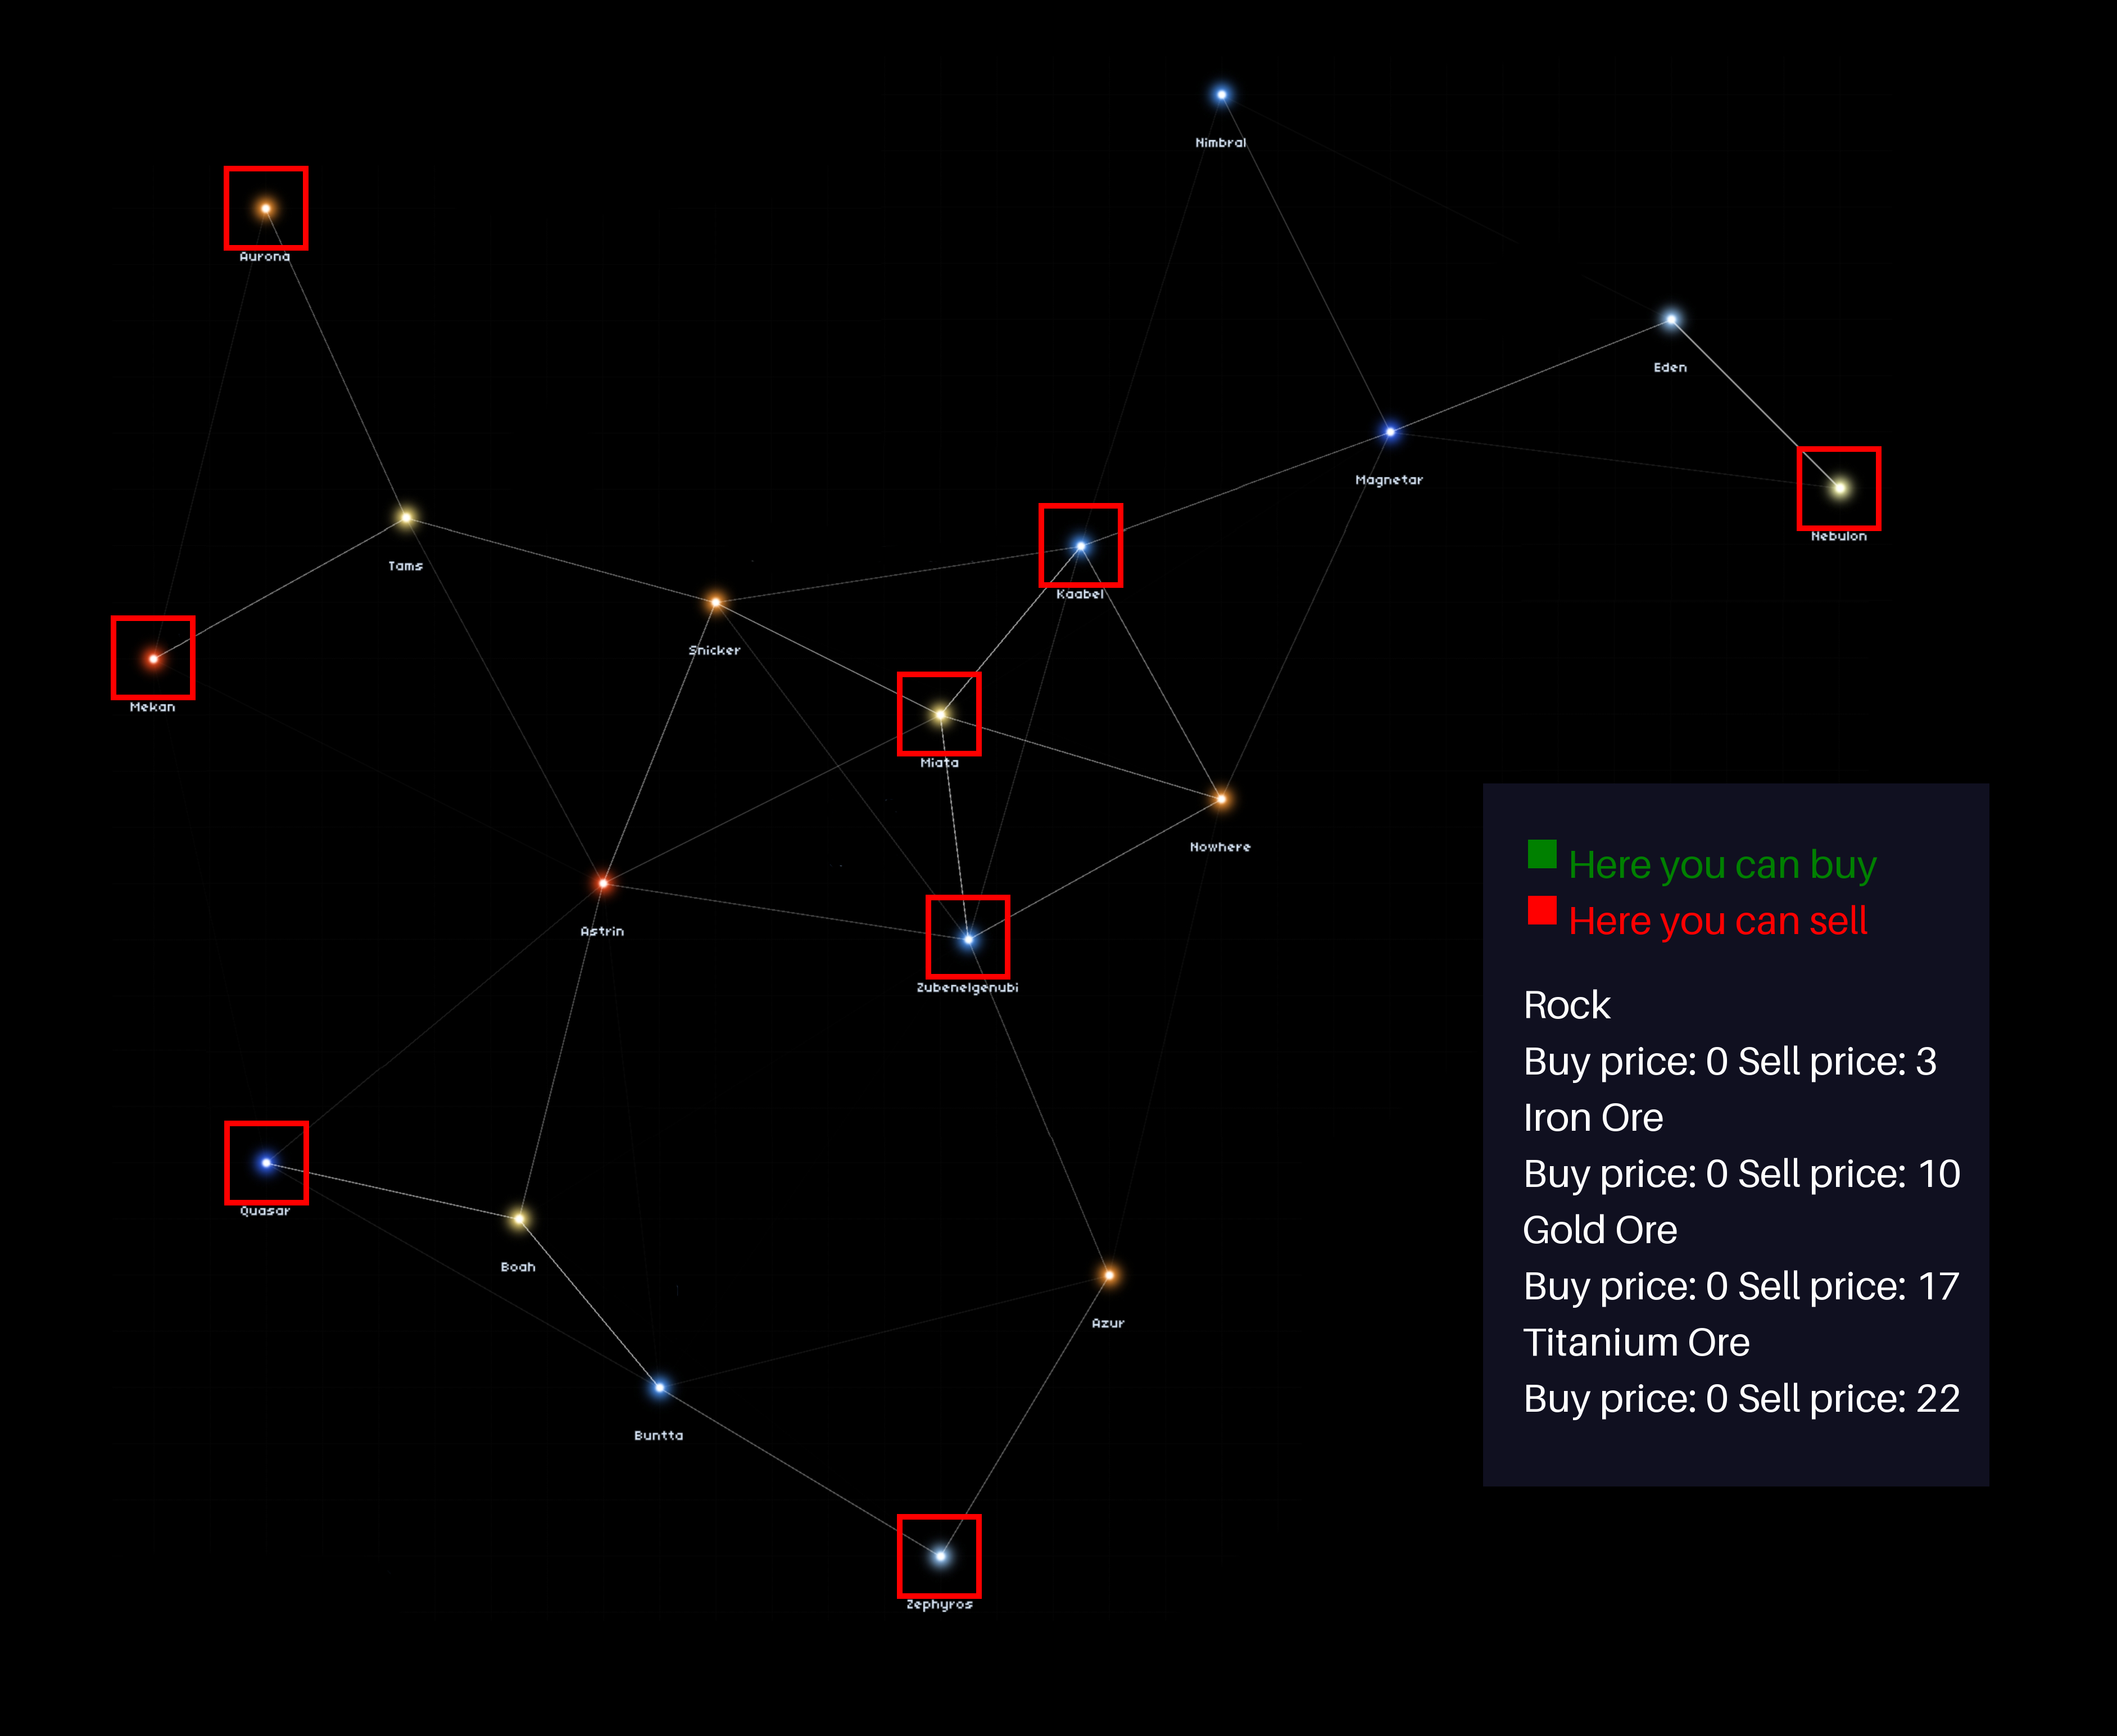 Nimbral
Aurona
Eden
Magnetar
Nebulon
Tams
Kaabel
Snicker
Mekan
Miata
Nowhere
Here you can buy
Here you can sell
Astrin
Zubenelgenubi
Rock
Buy price: 0 Sell price: 3
Iron Ore
Buy price: 0 Sell price: 10
Quasar
Gold Ore
Buy price: 0 Sell price: 17
Boah
Azur
Titanium Ore
Buy price: 0 Sell price: 22
Buntta
Zephyros